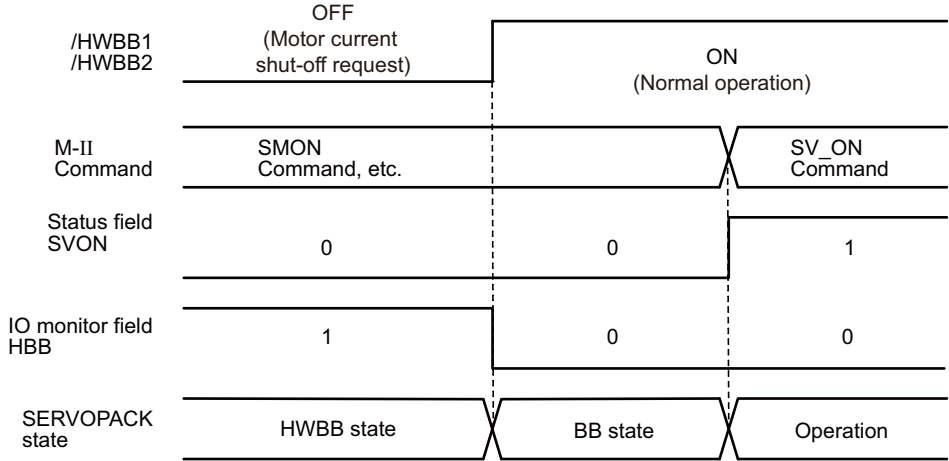 OFF
(Motor current
shut-off request)
/HWBB1
/HWBB2
ON
(Normal operation)
M-II
Command
SMON
Command, etc.
SV_ON
Command
Status field
SVON
0
0
1
IO monitor field
HBB
1
0
0
SERVOPACK
state
HWBB state
BB state
Operation